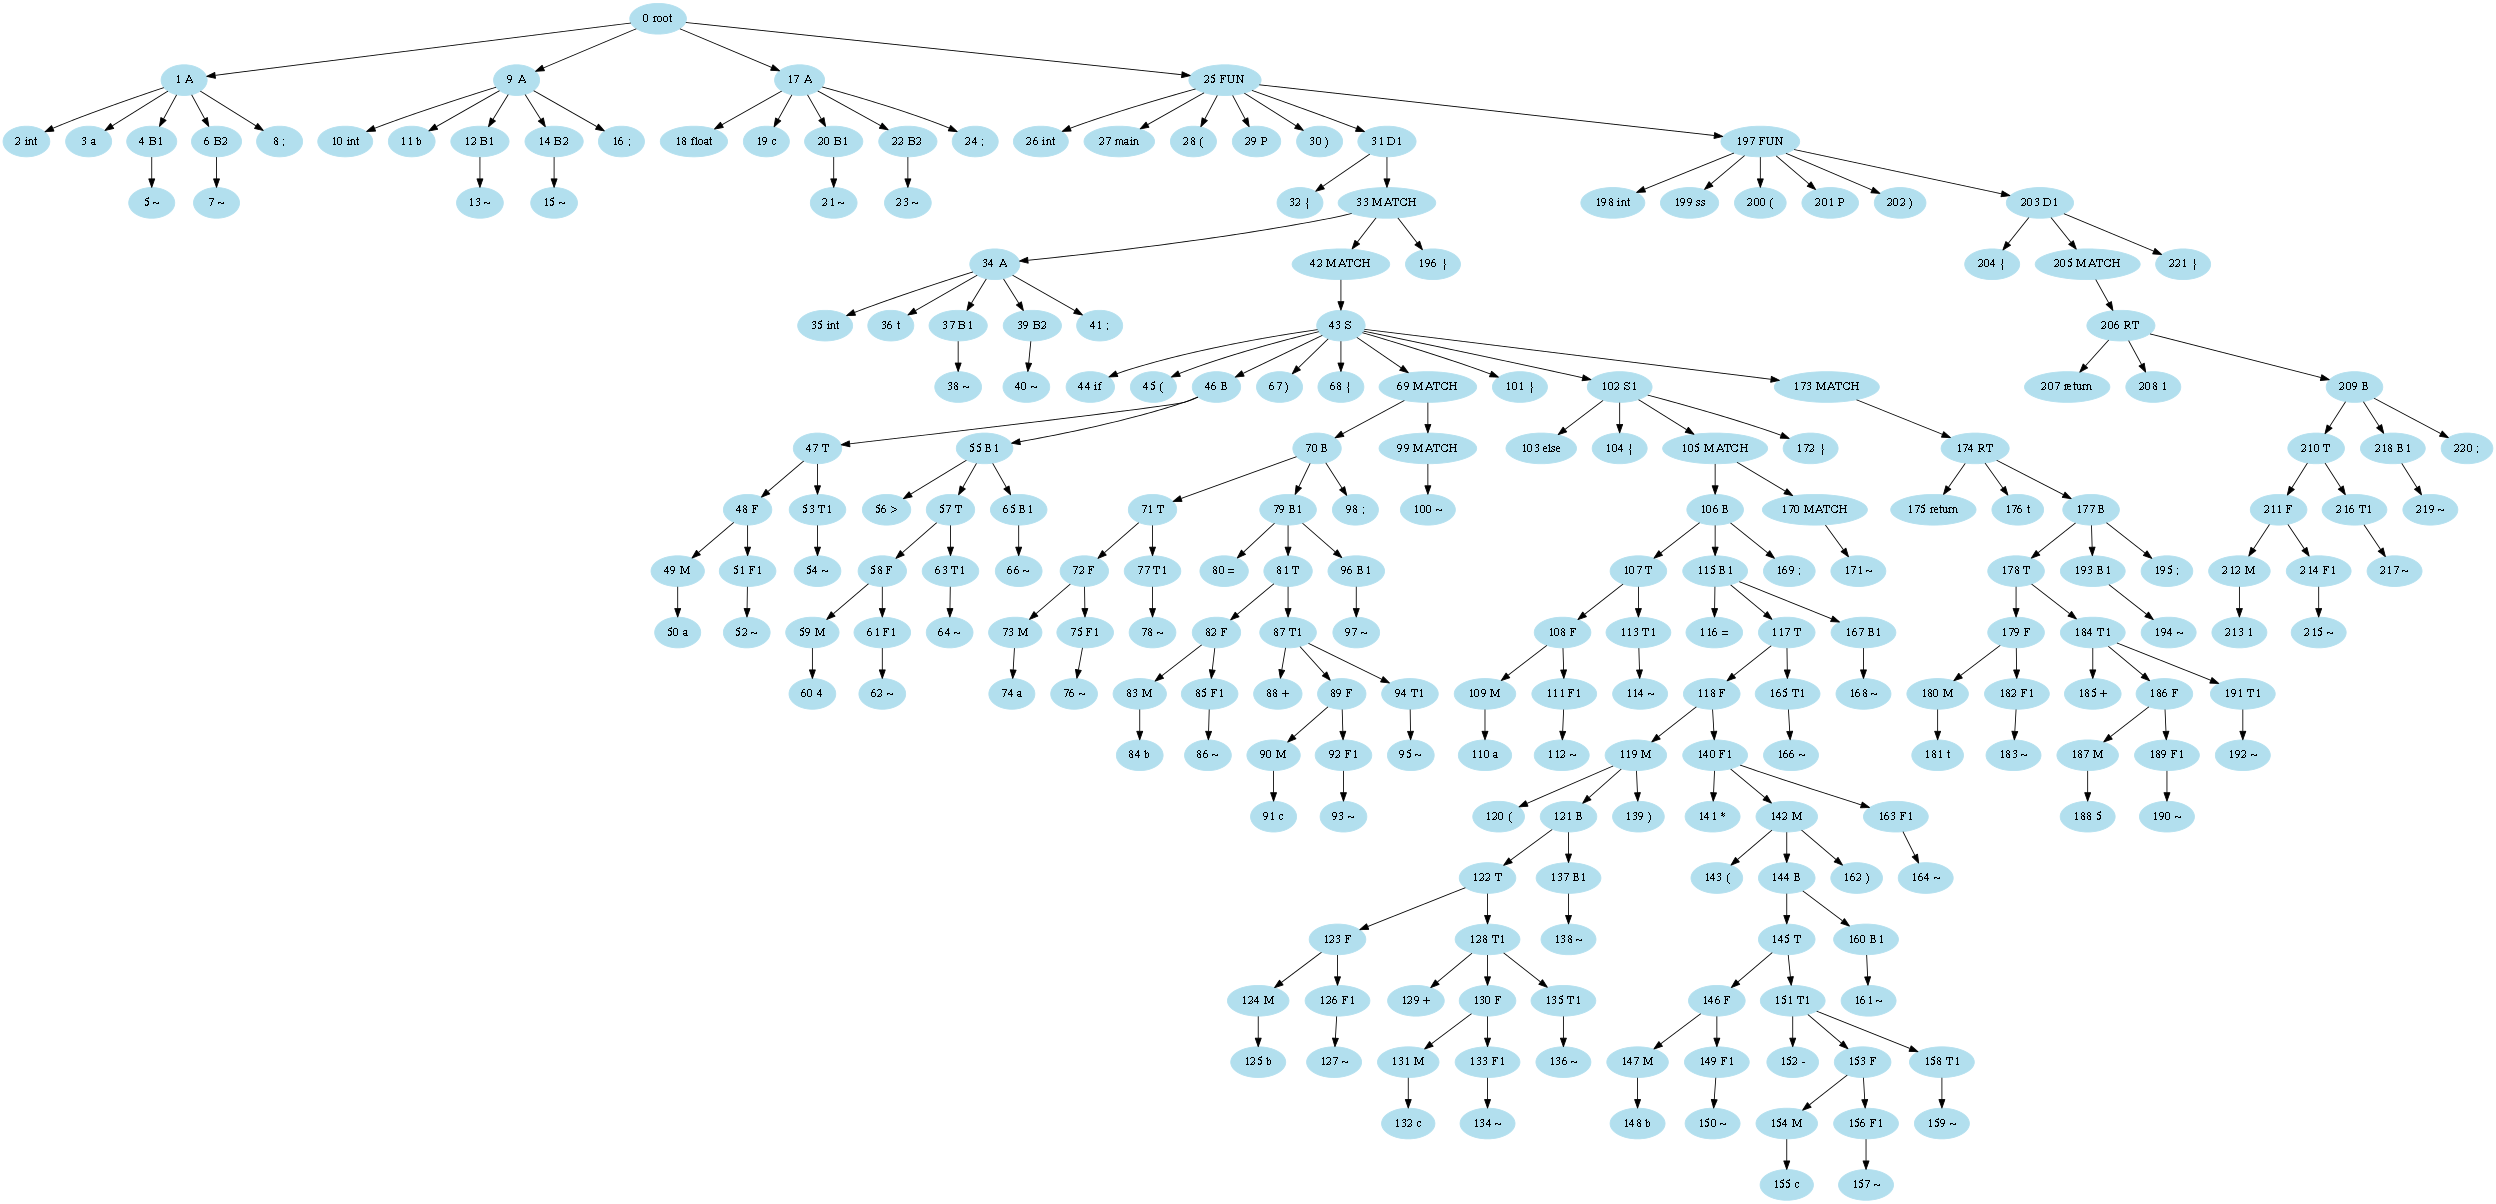 0 root
1 A 9 A 17 A 25 FUN
2 int 3 a 4 B1 6 B2 8 ; 10 int 11 b 12 B1 14 B2 16 ; 18 float 19 c 20 B1 22 B2 24 ; 26 int 27 main 28 ( 29 P 30 ) 31 D1 197 FUN
5 ~ 7 ~ 13 ~ 15 ~ 21 ~ 23 ~ 32 { 33 MATCH 198 int 199 ss 200 ( 201 P 202 ) 203 D1
34 A 42 MATCH 196 } 204 { 205 MATCH 221 }
35 int 36 t 37 B1 39 B2 41 ; 43 S 206 RT
38 ~ 40 ~ 44 if 45 ( 46 B 67 ) 68 { 69 MATCH 101 } 102 S1 173 MATCH 207 return 208 1 209 B
47 T 55 B1 70 B 99 MATCH 103 else 104 { 105 MATCH 172 } 174 RT 210 T 218 B1 220 ;
48 F 53 T1 56 > 57 T 65 B1 71 T 79 B1 98 ; 100 ~ 106 B 170 MATCH 175 return 176 t 177 B 211 F 216 T1 219 ~
49 M 51 F1 54 ~ 58 F 63 T1 66 ~ 72 F 77 T1 80 = 81 T 96 B1 107 T 115 B1 169 ; 171 ~ 178 T 193 B1 195 ; 212 M 214 F1 217 ~
50 a 52 ~ 59 M 61 F1 64 ~ 73 M 75 F1 78 ~ 82 F 87 T1 97 ~ 108 F 113 T1 116 = 117 T 167 B1 179 F 184 T1 194 ~ 213 1 215 ~
60 4 62 ~ 74 a 76 ~ 83 M 85 F1 88 + 89 F 94 T1 109 M 111 F1 114 ~ 118 F 165 T1 168 ~ 180 M 182 F1 185 + 186 F 191 T1
84 b 86 ~ 90 M 92 F1 95 ~ 110 a 112 ~ 119 M 140 F1 166 ~ 181 t 183 ~ 187 M 189 F1 192 ~
91 c 93 ~ 120 ( 121 B 139 ) 141 * 142 M 163 F1 188 5 190 ~
122 T 137 B1 143 ( 144 B 162 ) 164 ~
123 F 128 T1 138 ~ 145 T 160 B1
124 M 126 F1 129 + 130 F 135 T1 146 F 151 T1 161 ~
125 b 127 ~ 131 M 133 F1 136 ~ 147 M 149 F1 152 - 153 F 158 T1
132 c 134 ~ 148 b 150 ~ 154 M 156 F1 159 ~
155 c 157 ~